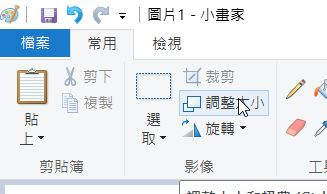 圖片1 - 小畫家
檔案 常用 檢視
貼上
剪下
複製
選取
裁剪
調整大小
旋轉
剪貼簿 影像